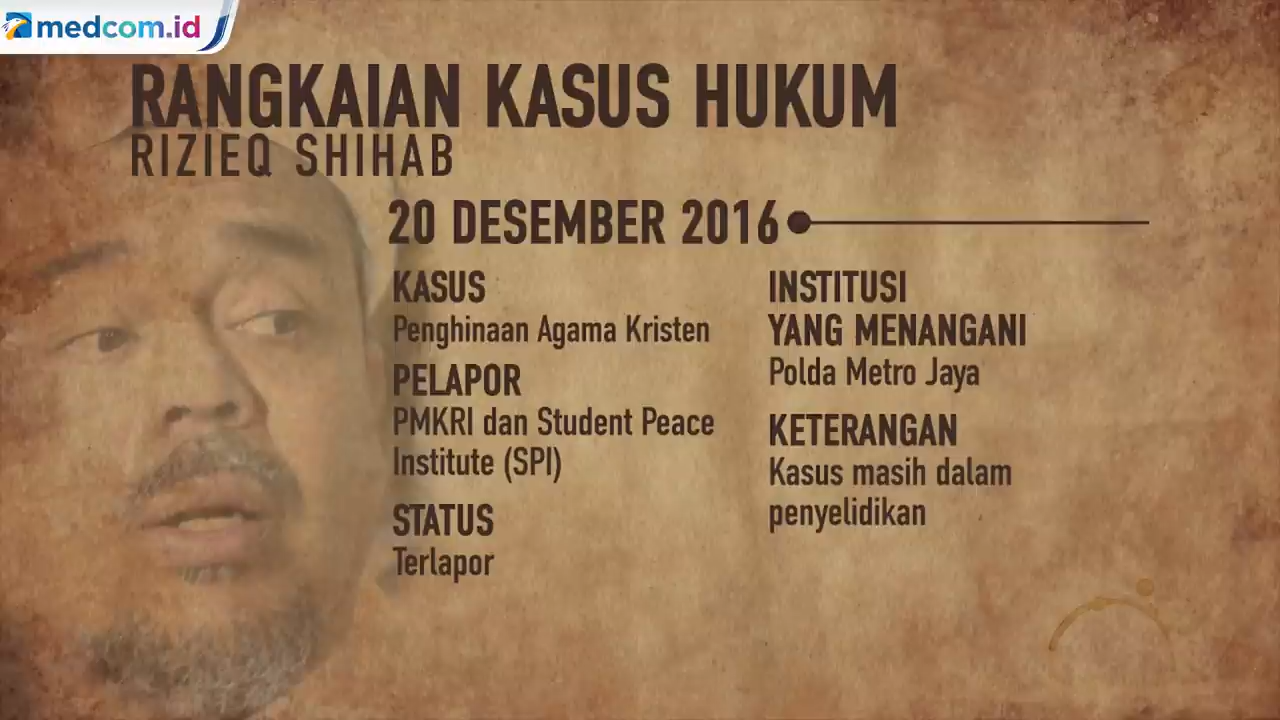 medcom.id
RANGKAIAN KASUS HUKUM
RIZIEQ SHIHAB
20 DESEMBER 2016
KASUS
Penghinaan Agama Kristen
PELAPOR
PMKRI dan Student Peace
Institute (SPI)
STATUS
Terlapor
INSTITUSI
YANG MENANGANI
Polda Metro Jaya
KETERANGAN
Kasus masih dalam
penyelidikan